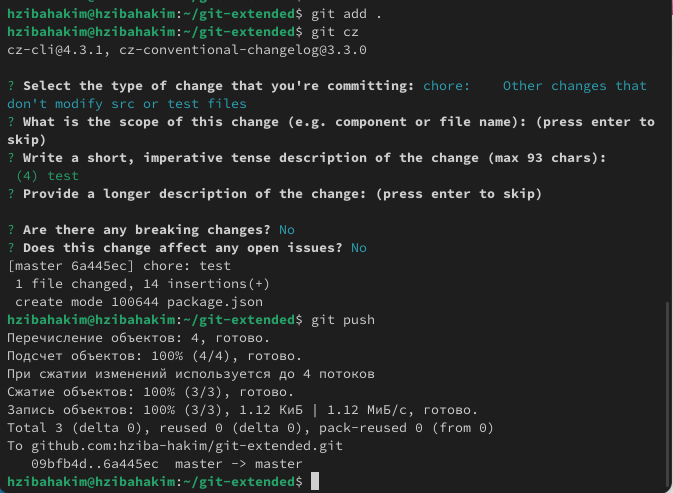 hzibahakim@hzibahakim:~/git-extended$ git add .
hzibahakim@hzibahakim:~/git-extended$ git cz
cz-cli@4.3.1, cz-conventional-changelog@3.3.0
? Select the type of change that you're committing: chore:    Other changes that
don't modify src or test files
? What is the scope of this change (e.g. component or file name): (press enter to
skip)
? Write a short, imperative tense description of the change (max 93 chars):
 (4) test
? Provide a longer description of the change: (press enter to skip)
? Are there any breaking changes? No
? Does this change affect any open issues? No
[master 6a445ec] chore: test
 1 file changed, 14 insertions(+)
 create mode 100644 package.json
hzibahakim@hzibahakim:~/git-extended$ git push
Перечисление объектов: 4, готово.
Подсчет объектов: 100% (4/4), готово.
При сжатии изменений используется до 4 потоков
Сжатие объектов: 100% (3/3), готово.
Запись объектов: 100% (3/3), 1.12 КиБ | 1.12 МиБ/с, готово.
Total 3 (delta 0), reused 0 (delta 0), pack-reused 0 (from 0)
To github.com:hziba-hakim/git-extended.git
   09bfb4d..6a445ec  master -> master
hzibahakim@hzibahakim:~/git-extended$